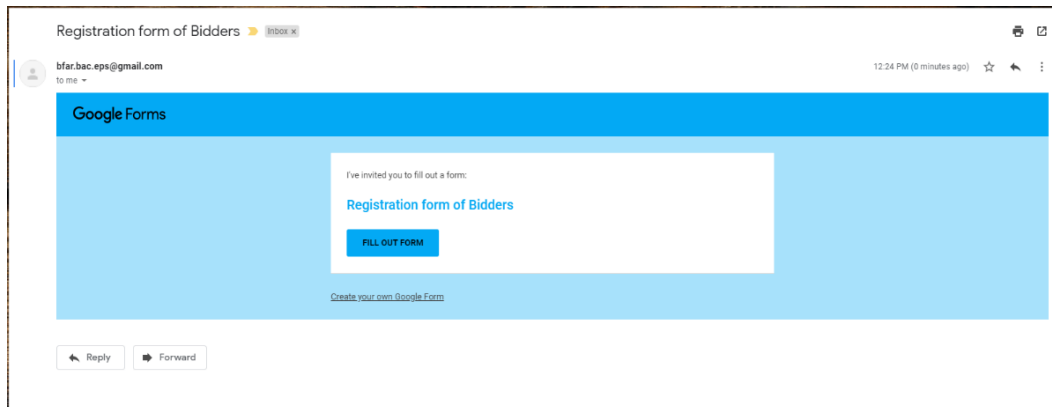 Registration form of Bidders Inbox x
bfar.bac.eps@gmail.com 12:24 PM (0 minutes ago)
to me
Google Forms
I've invited you to fill out a form:
Registration form of Bidders
FILL OUT FORM
Create your own Google Form
Reply Forward